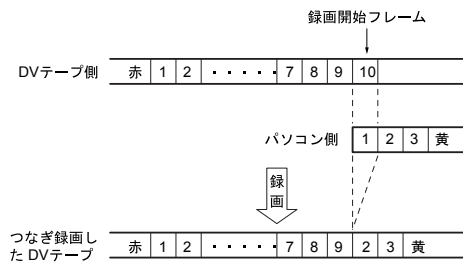 録画開始フレーム
DVテープ側 赤 1 2 ・・・・・ 7 8 9 10
パソコン側 1 2 3 黄
録画
つなぎ録画し
た DVテープ 赤 1 2 ・・・・・ 7 8 9 2 3 黄